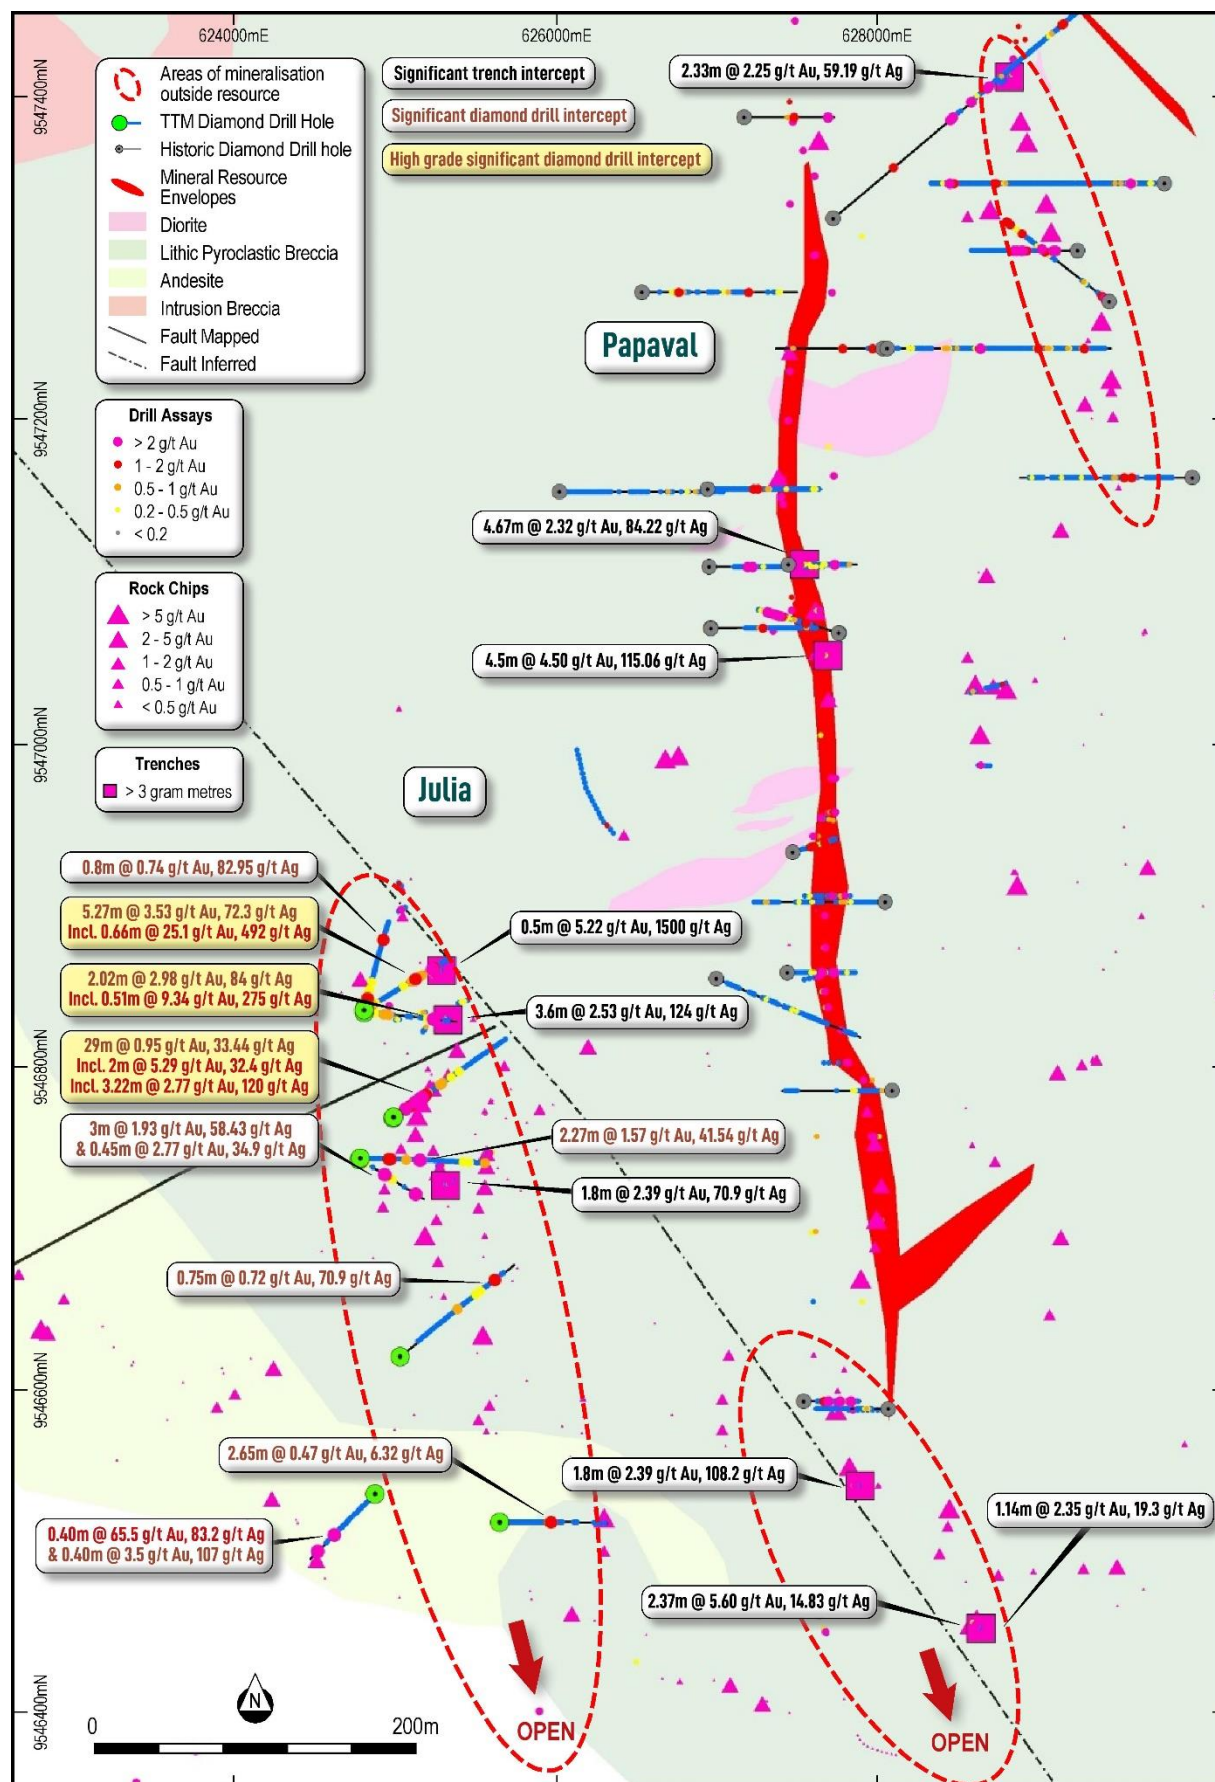 624000mE
626000mE
628000mE
9547400mN
9547200mN
9547000mN
9546800mN
9546600mN
9546400mN
Areas of mineralisation
outside resource
TTM Diamond Drill Hole
Historic Diamond Drill hole
Mineral Resource
Envelopes
Diorite
Lithic Pyroclastic Breccia
Andesite
Intrusion Breccia
Fault Mapped
Fault Inferred
Significant trench intercept
Significant diamond drill intercept
High grade significant diamond drill intercept
Drill Assays
> 2 g/t Au
1 - 2 g/t Au
0.5 - 1 g/t Au
0.2 - 0.5 g/t Au
< 0.2
Rock Chips
> 5 g/t Au
2 - 5 g/t Au
1 - 2 g/t Au
0.5 - 1 g/t Au
< 0.5 g/t Au
Trenches
> 3 gram metres
2.33m @ 2.25 g/t Au, 59.19 g/t Ag
Papaval
4.67m @ 2.32 g/t Au, 84.22 g/t Ag
4.5m @ 4.50 g/t Au, 115.06 g/t Ag
Julia
0.8m @ 0.74 g/t Au, 82.95 g/t Ag
5.27m @ 3.53 g/t Au, 72.3 g/t Ag
Incl. 0.66m @ 25.1 g/t Au, 492 g/t Ag
0.5m @ 5.22 g/t Au, 1500 g/t Ag
2.02m @ 2.98 g/t Au, 84 g/t Ag
Incl. 0.51m @ 9.34 g/t Au, 275 g/t Ag
3.6m @ 2.53 g/t Au, 124 g/t Ag
29m @ 0.95 g/t Au, 33.44 g/t Ag
Incl. 2m @ 5.29 g/t Au, 32.4 g/t Ag
Incl. 3.22m @ 2.77 g/t Au, 120 g/t Ag
3m @ 1.93 g/t Au, 58.43 g/t Ag
& 0.45m @ 2.77 g/t Au, 34.9 g/t Ag
2.27m @ 1.57 g/t Au, 41.54 g/t Ag
1.8m @ 2.39 g/t Au, 70.9 g/t Ag
0.75m @ 0.72 g/t Au, 70.9 g/t Ag
2.65m @ 0.47 g/t Au, 6.32 g/t Ag
1.8m @ 2.39 g/t Au, 108.2 g/t Ag
1.14m @ 2.35 g/t Au, 19.3 g/t Ag
0.40m @ 65.5 g/t Au, 83.2 g/t Ag
& 0.40m @ 3.5 g/t Au, 107 g/t Ag
2.37m @ 5.60 g/t Au, 14.83 g/t Ag
OPEN
OPEN
N
0
200m